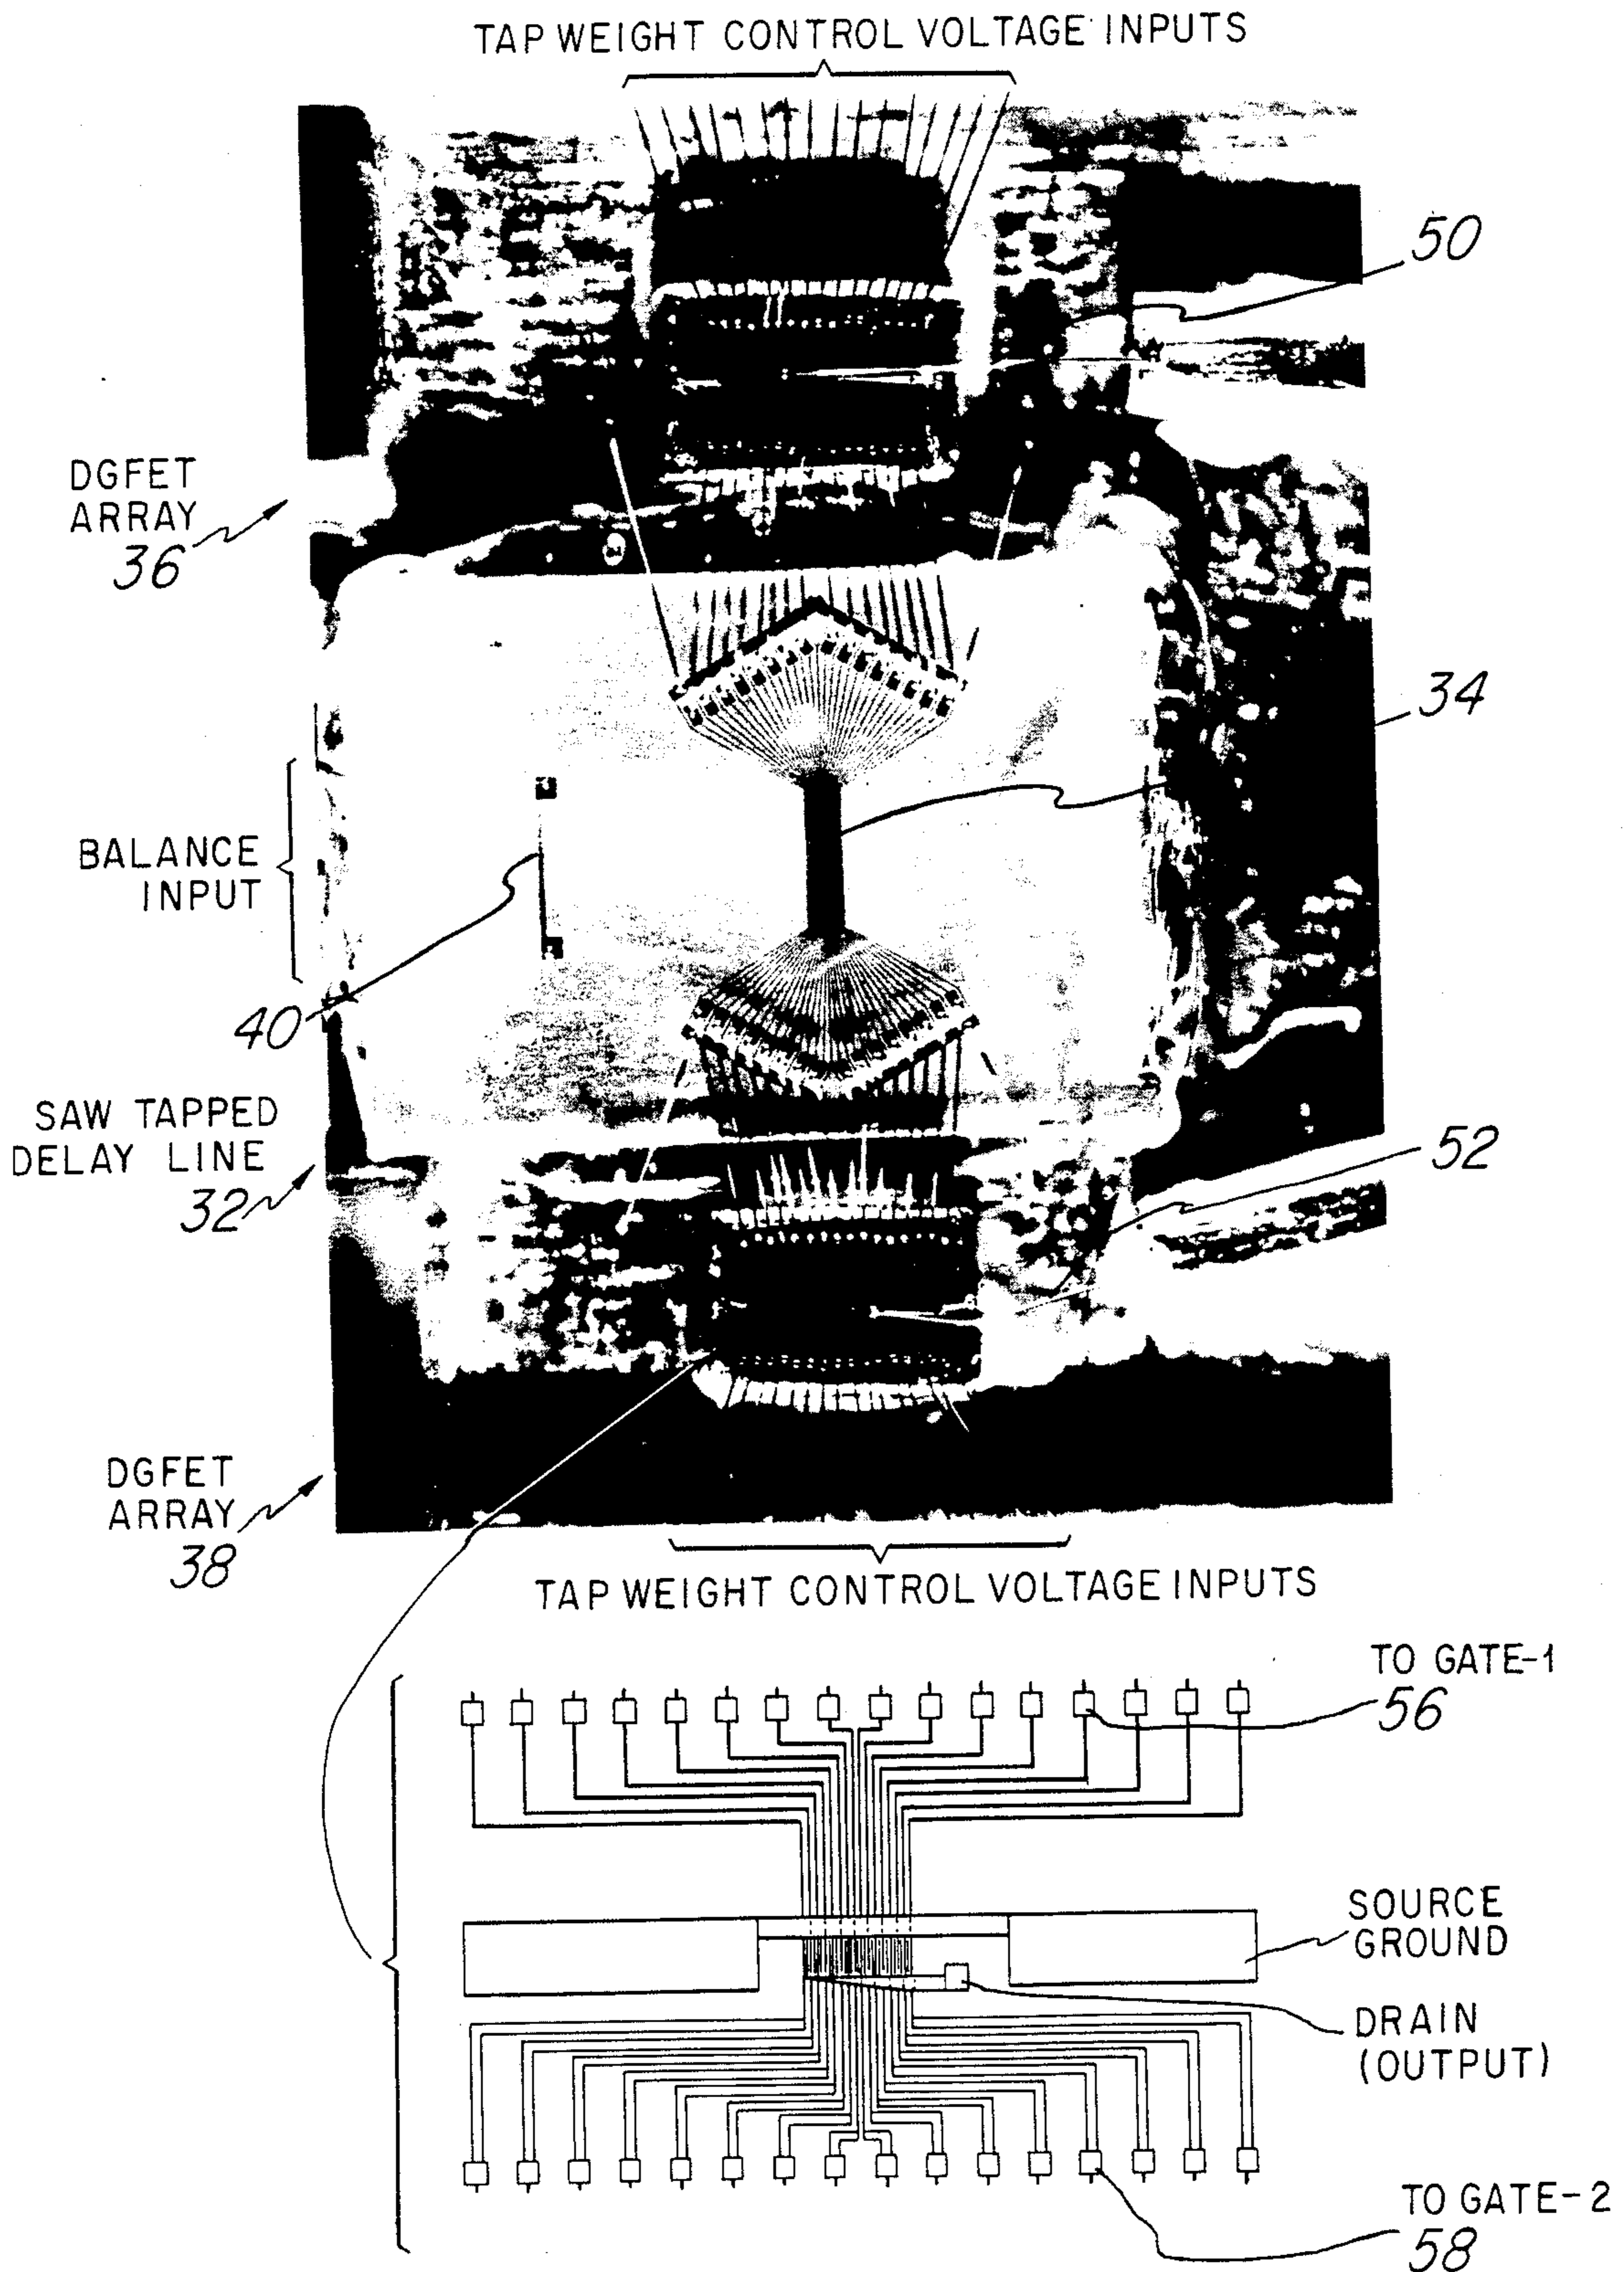 TAP WEIGHT CONTROL VOLTAGE INPUTS
50
DGFET
ARRAY
36
34
BALANCE
INPUT
40
SAW TAPPED
DELAY LINE
32
52
DGFET
ARRAY
38
TAP WEIGHT CONTROL VOLTAGE INPUTS
TO GATE-1
56
SOURCE
GROUND
DRAIN
(OUTPUT)
TO GATE-2
58